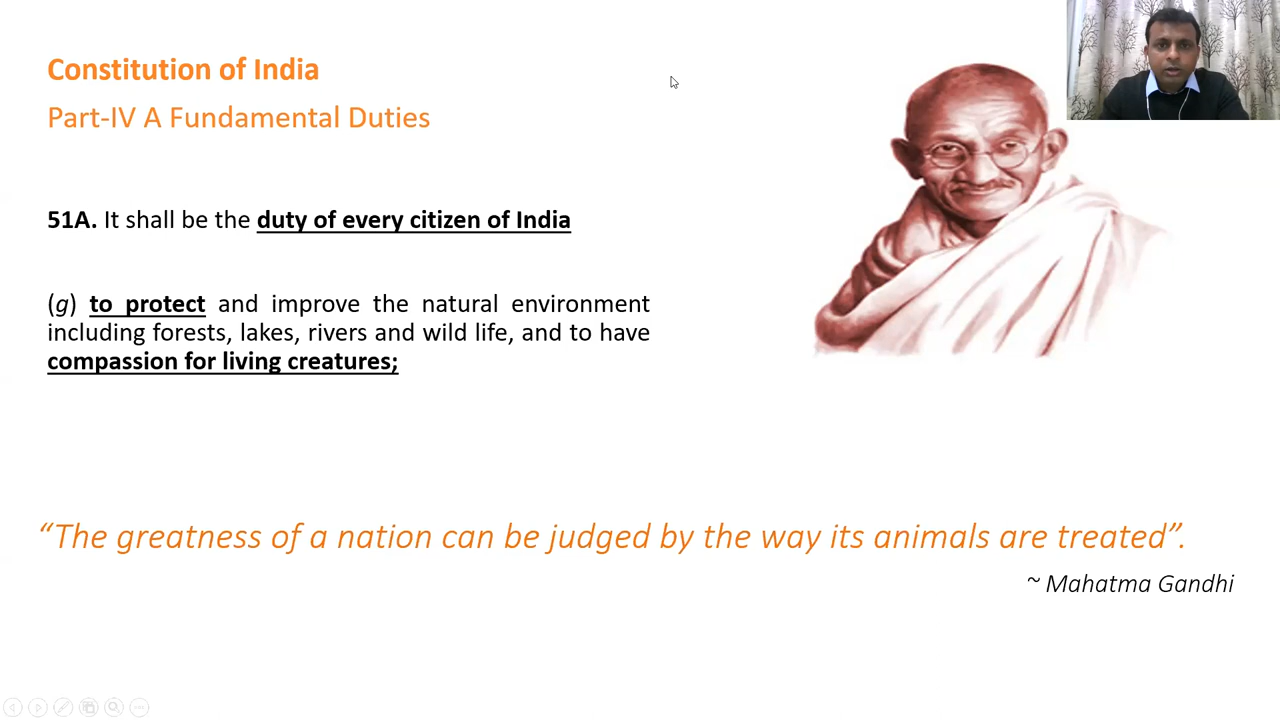 Constitution of India
Part-IV A Fundamental Duties
51A. It shall be the duty of every citizen of India
(g) to protect and improve the natural environment
including forests, lakes, rivers and wild life, and to have
compassion for living creatures;
“The greatness of a nation can be judged by the way its animals are treated”.
~ Mahatma Gandhi